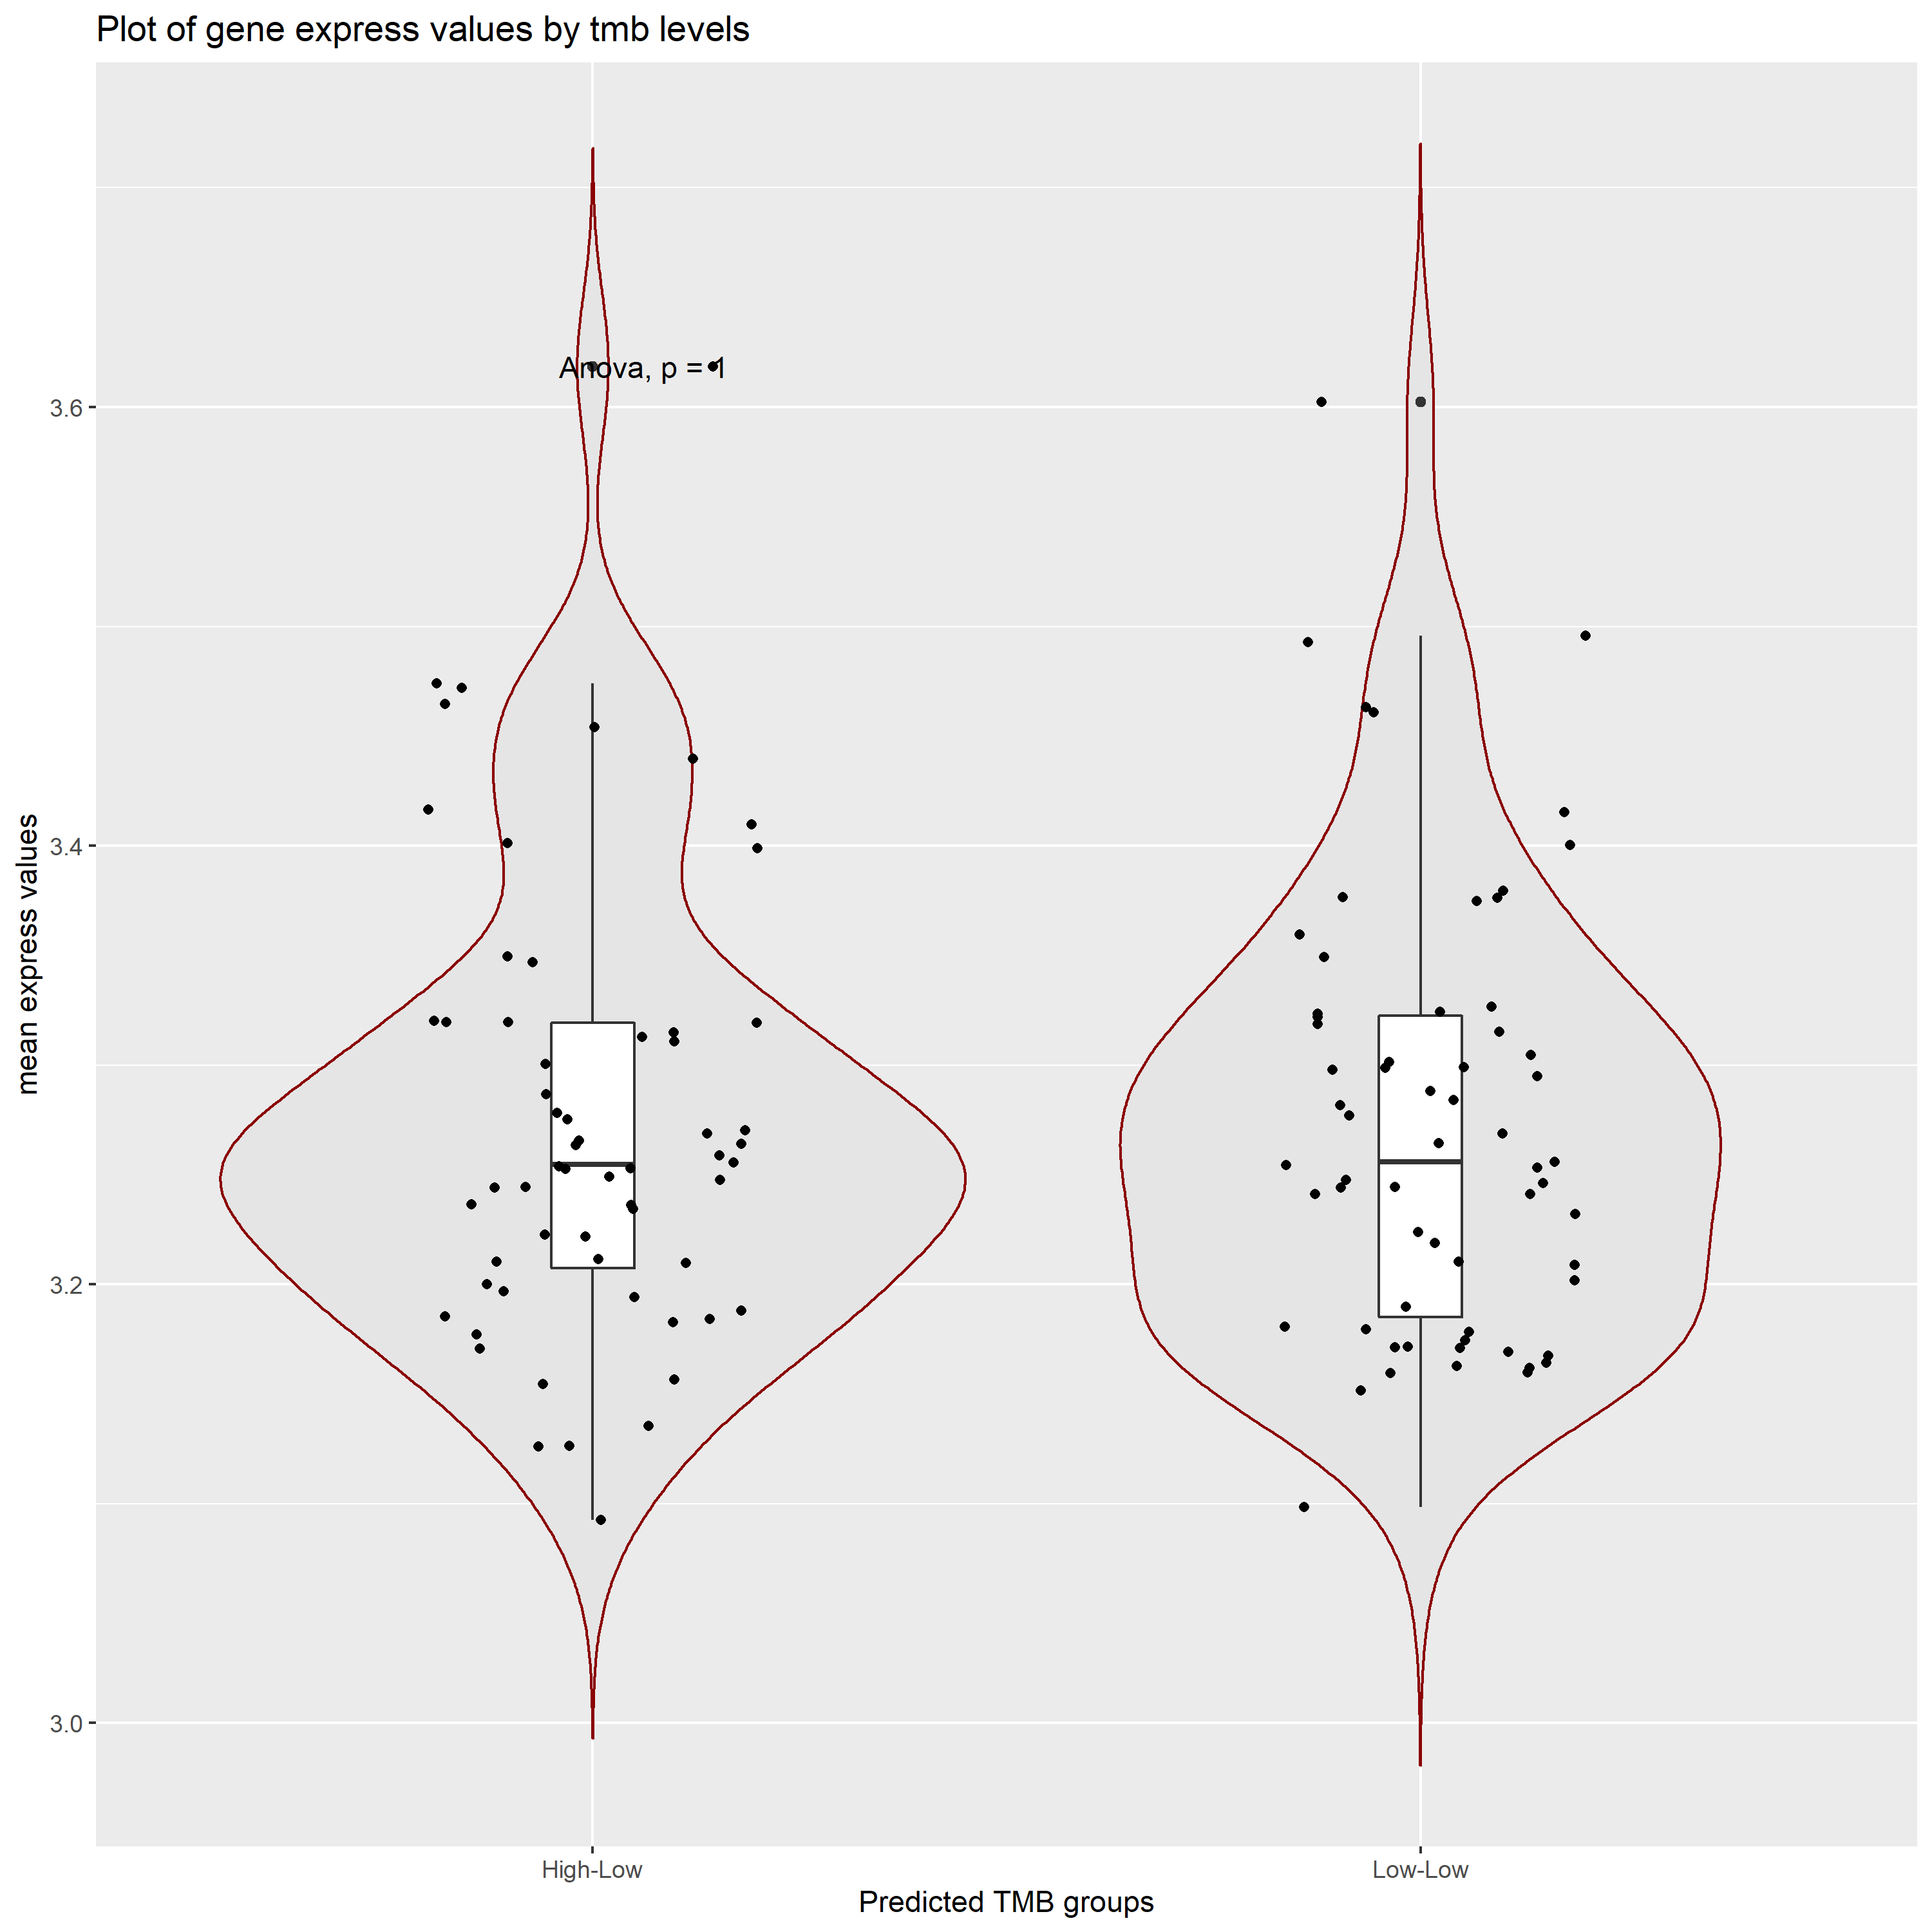 Plot of gene express values by tmb levels
mean express values
3.6
3.4
3.2
3.0
Anova, p = 1
High-Low
Low-Low
Predicted TMB groups